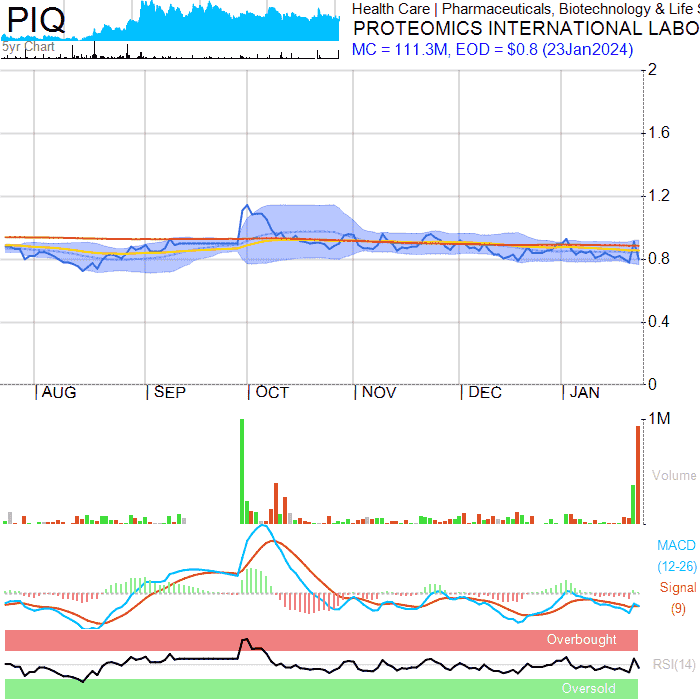 PIQ
5yr Chart
Health Care | Pharmaceuticals, Biotechnology & Life S
PROTEOMICS INTERNATIONAL LABO
MC = 111.3M, EOD = $0.8 (23Jan2024)
2
1.6
1.2
0.8
0.4
0
| AUG | SEP | OCT | NOV | DEC | JAN
1M
Volume
MACD
(12-26)
Signal
(9)
Overbought
RSI(14)
Oversold